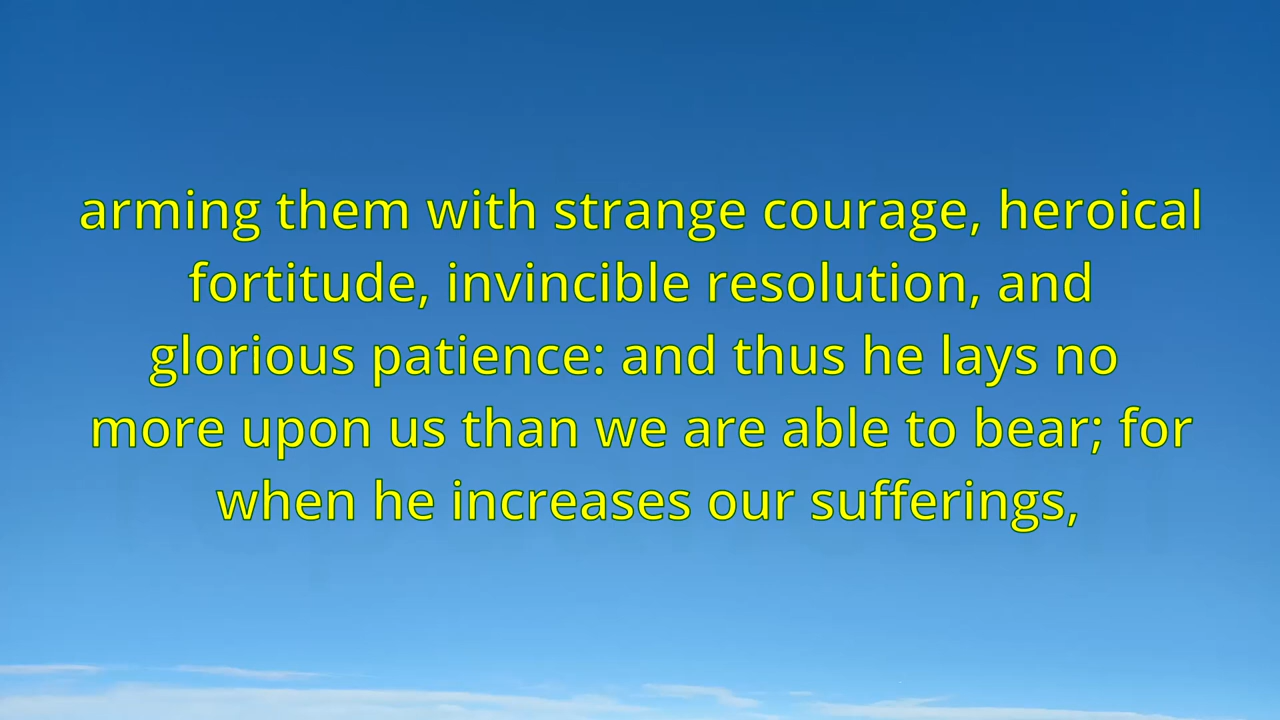 arming them with strange courage, heroical
fortitude, invincible resolution, and
glorious patience: and thus he lays no
more upon us than we are able to bear; for
when he increases our sufferings,